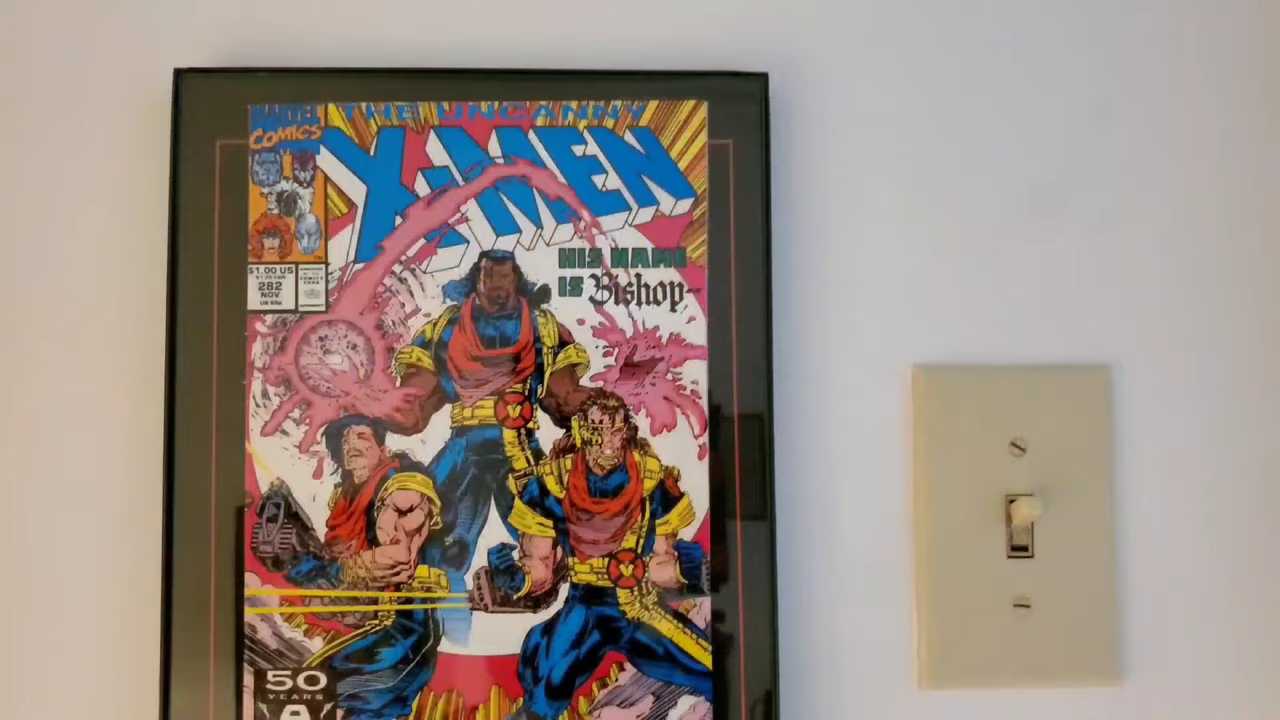 MARVEL
COMICS
THE UNCANNY
X-MEN
HIS NAME
IS Bishop--
$1.00 US
282
NOV
50
YEARS